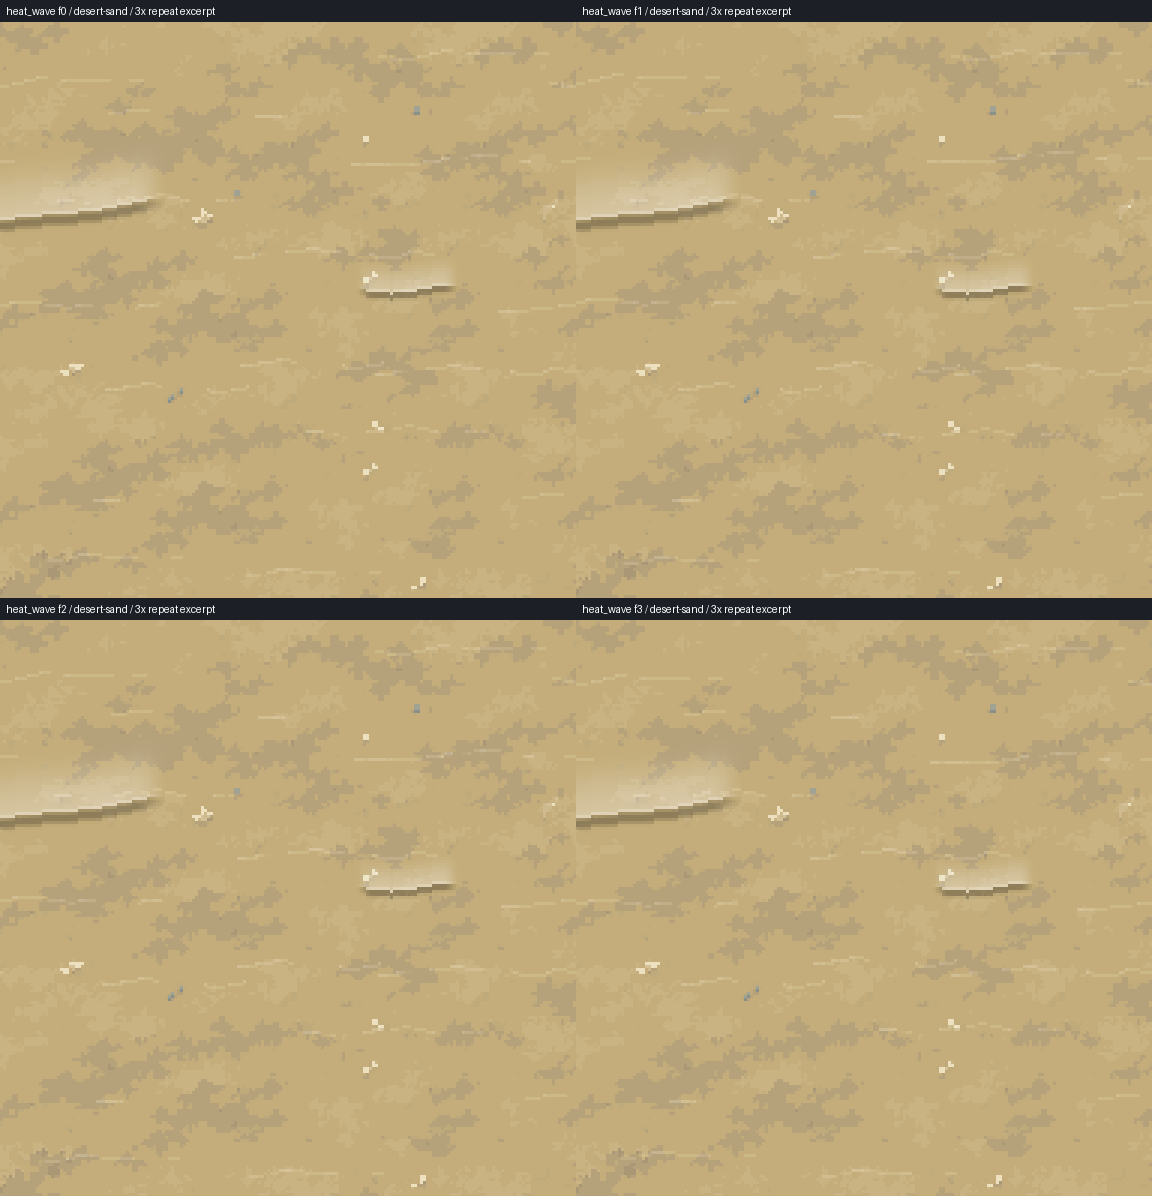 heat_wave f0 / desert-sand / 3x repeat excerpt
heat_wave f1 / desert-sand / 3x repeat excerpt
heat_wave f2 / desert-sand / 3x repeat excerpt
heat_wave f3 / desert-sand / 3x repeat excerpt